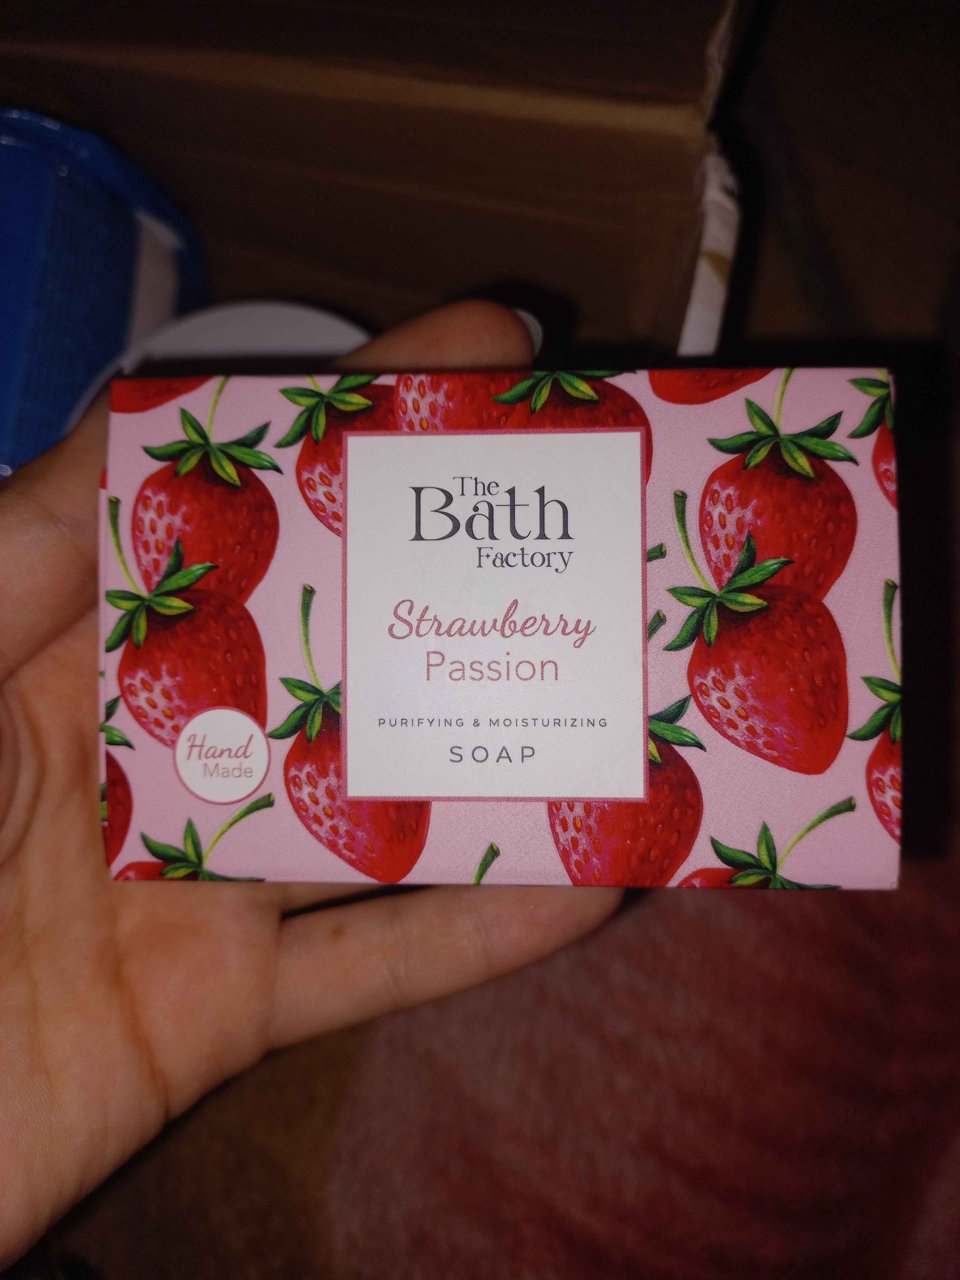 The
Bath
Factory
Strawberry
Passion
PURIFYING & MOISTURIZING
SOAP
Hand
Made